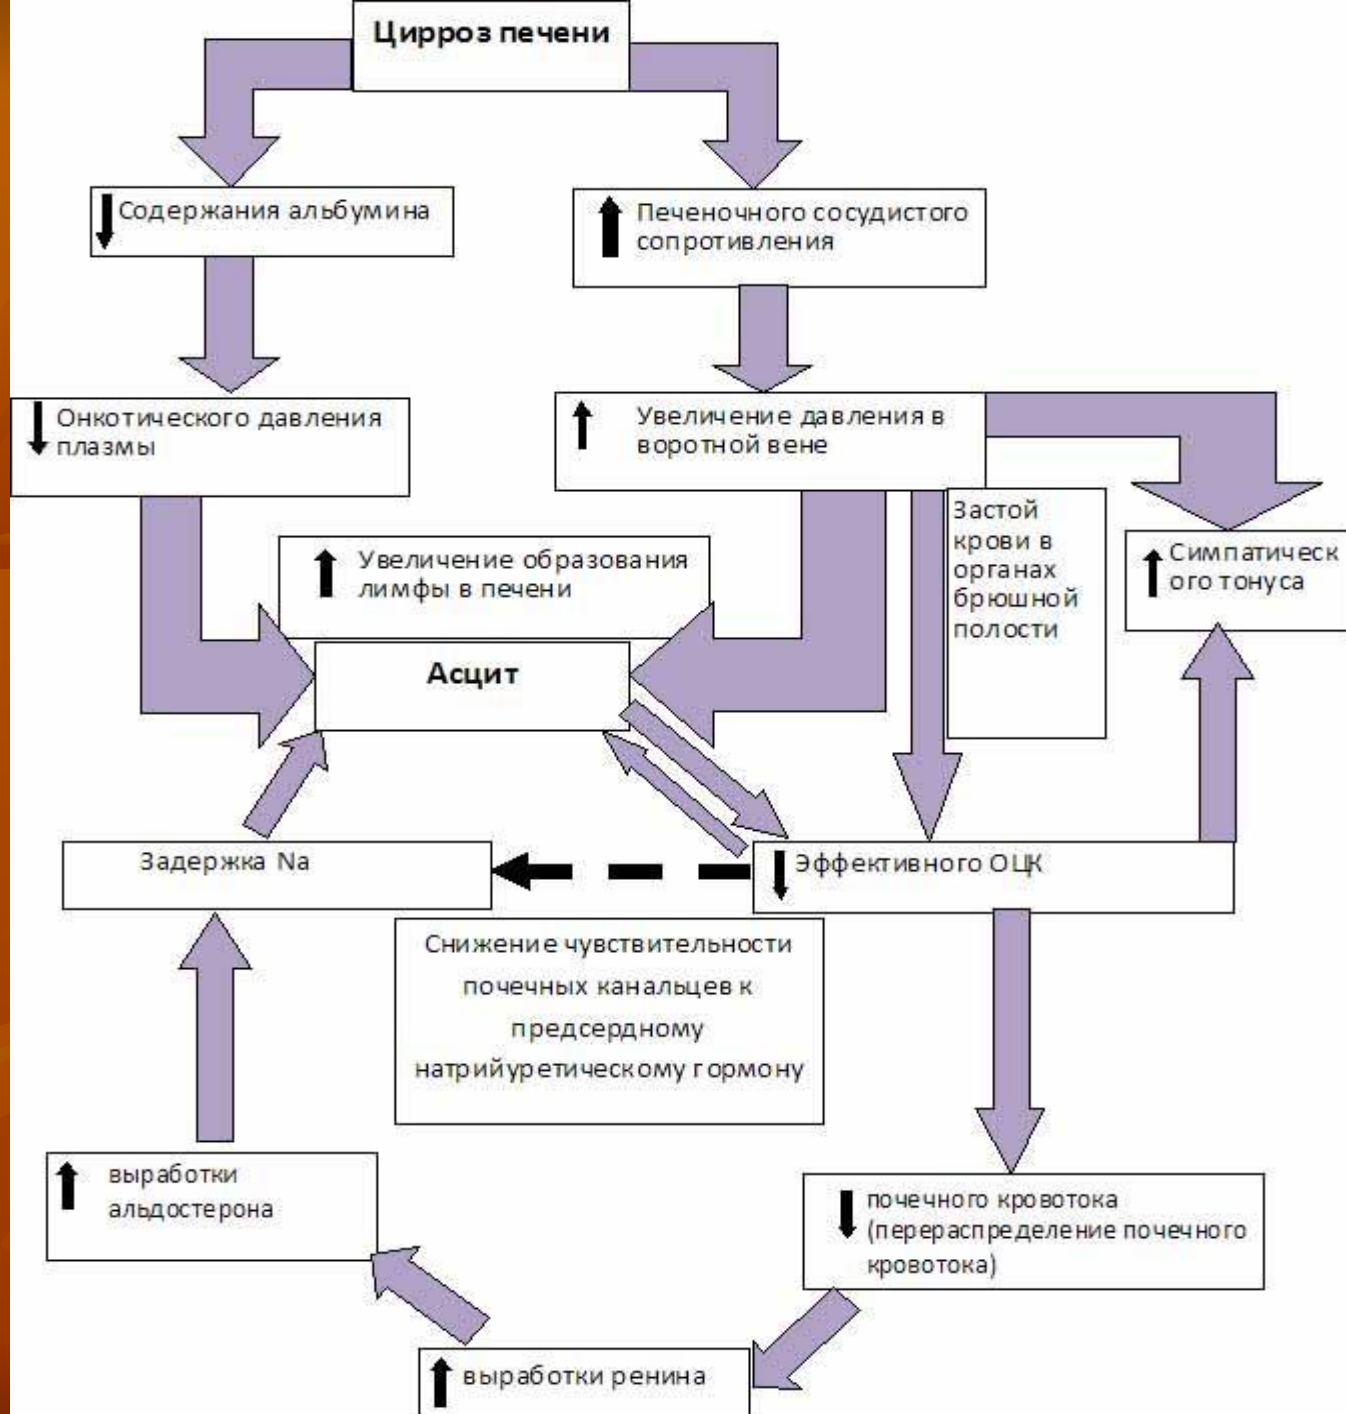 Цирроз печени
Содержания альбумина
Печеночного сосудистого
сопротивления
Онкотического давления
плазмы
Увеличение давления в
воротной вене
Застой
крови в
органах
брюшной
полости
Симпатическ
ого тонуса
Увеличение образования
лимфы в печени
Асцит
Задержка Na
Эффективного ОЦК
Снижение чувствительности
почечных канальцев к
предсердному
натрийуретическому гормону
выработки
альдостерона
почечного кровотока
(перераспределение почечного
кровотока)
выработки ренина